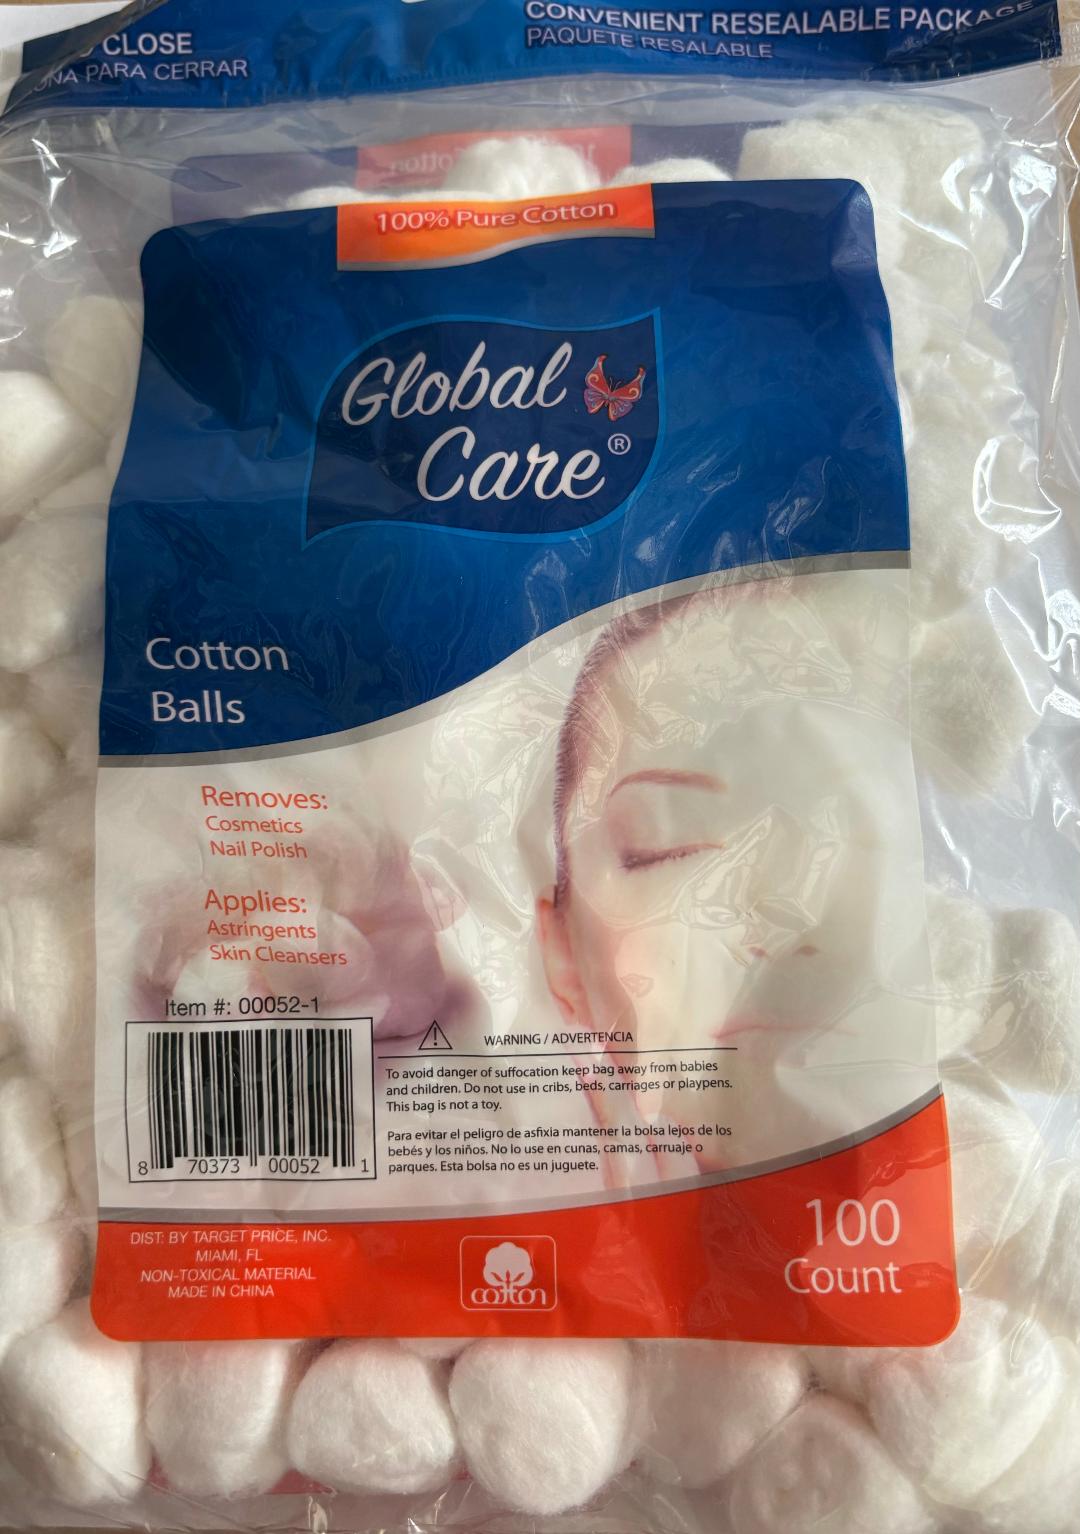 CLOSE
PARA CERRAR
CONVENIENT RESEALABLE PACKAGE
PAQUETE RESALABLE
100% Pure Cotton
Global
Care®
Cotton
Balls
Removes:
Cosmetics
Nail Polish
Applies:
Astringents
Skin Cleansers
Item #: 00052-1
8 70373 00052 1
WARNING / ADVERTENCIA
To avoid danger of suffocation keep bag away from babies
and children. Do not use in cribs, beds, carriages or playpens.
This bag is not a toy.
Para evitar el peligro de asfixia mantener la bolsa lejos de los
bebés y los niños. No lo use en cunas, camas, carruaje o
parques. Esta bolsa no es un juguete.
DIST: BY TARGET PRICE, INC.
MIAMI, FL
NON-TOXICAL MATERIAL
MADE IN CHINA
cotton
100
Count